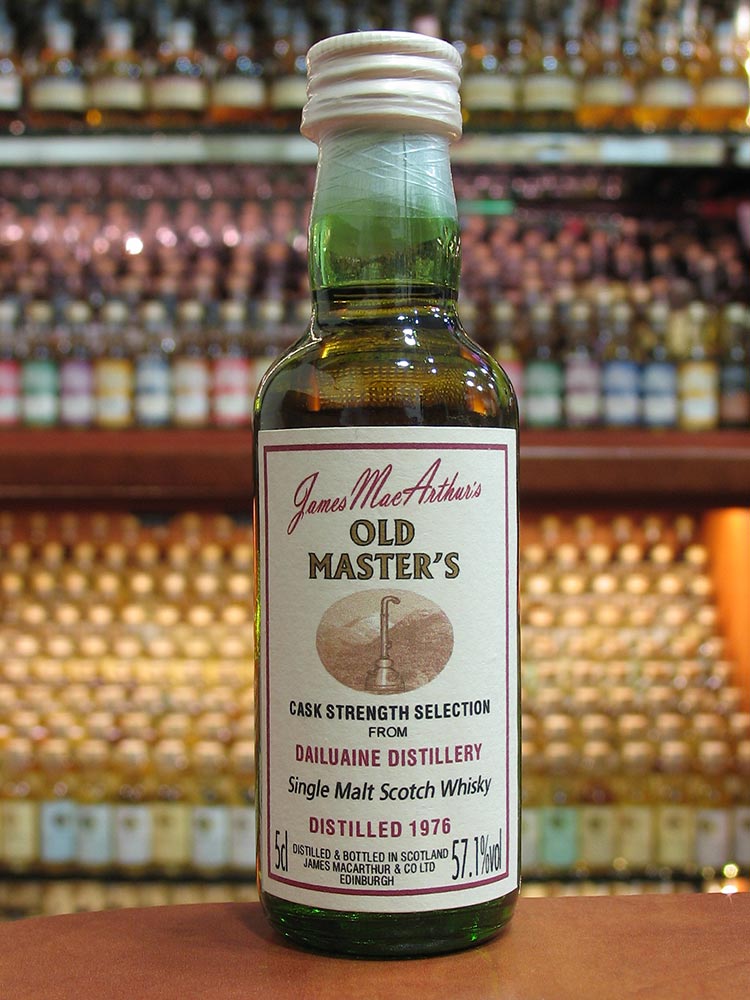 James MacArthur's
OLD
MASTER'S
CASK STRENGTH SELECTION
FROM
DAILUAINE DISTILLERY
Single Malt Scotch Whisky
DISTILLED 1976
5cl
DISTILLED & BOTTLED IN SCOTLAND
JAMES MACARTHUR & CO LTD
EDINBURGH
57.1%vol